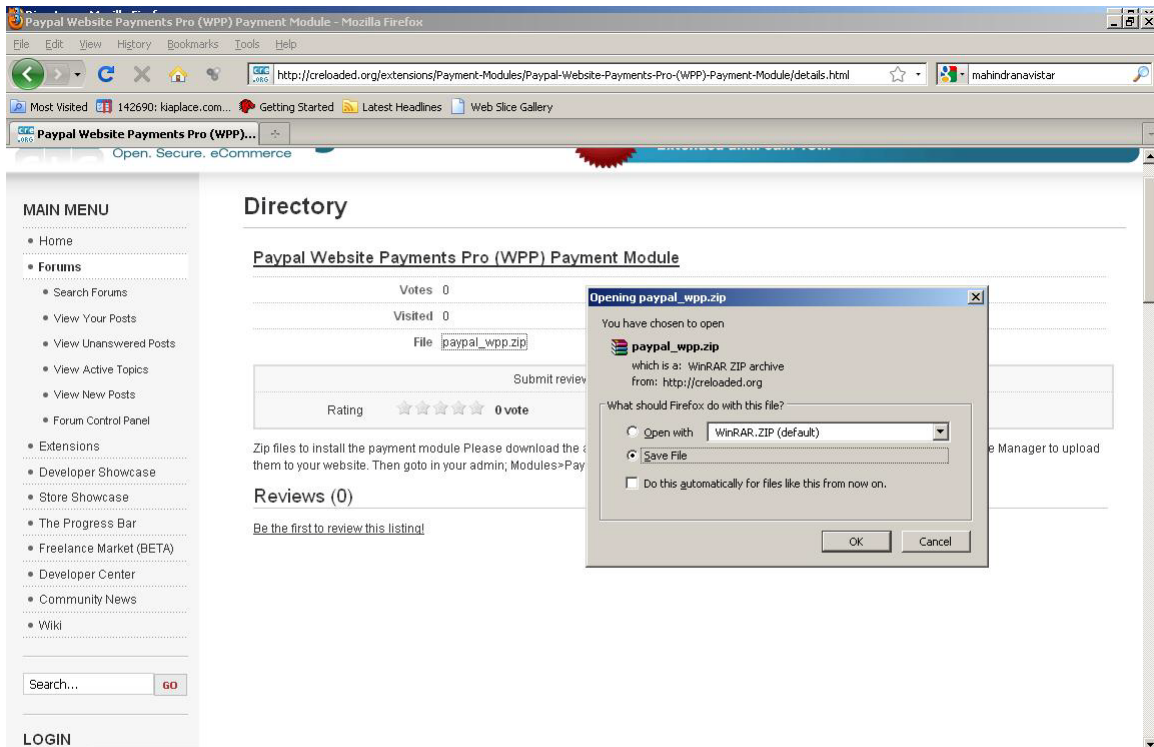 Paypal Website Payments Pro (WPP) Payment Module - Mozilla Firefox
File Edit View History Bookmarks Tools Help
http://creloaded.org/extensions/Payment-Modules/Paypal-Website-Payments-Pro-(WPP)-Payment-Module/details.html
mahindranavistar
Most Visited 142690: kiaplace.com... Getting Started Latest Headlines Web Slice Gallery
Paypal Website Payments Pro (WPP)...
Open. Secure. eCommerce
MAIN MENU
Home
Forums
Search Forums
View Your Posts
View Unanswered Posts
View Active Topics
View New Posts
Forum Control Panel
Extensions
Developer Showcase
Store Showcase
The Progress Bar
Freelance Market (BETA)
Developer Center
Community News
Wiki
Search... GO
LOGIN
Directory
Paypal Website Payments Pro (WPP) Payment Module
Votes 0
Visited 0
File paypal_wpp.zip
Submit review
Rating 0 vote
Zip files to install the payment module Please download the e Manager to upload
them to your website. Then goto in your admin; Modules>Pay
Reviews (0)
Be the first to review this listing!
Opening paypal_wpp.zip
You have chosen to open
paypal_wpp.zip
which is a: WinRAR ZIP archive
from: http://creloaded.org
What should Firefox do with this file?
Open with WinRAR.ZIP (default)
Save File
Do this automatically for files like this from now on.
OK Cancel